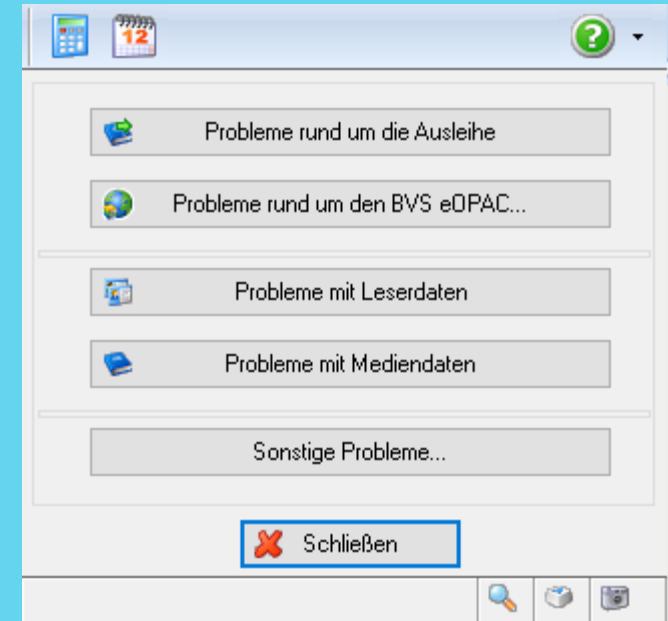 12
Probleme rund um die Ausleihe
Probleme rund um den BVS eOPAC...
Probleme mit Leserdaten
Probleme mit Mediendaten
Sonstige Probleme...
Schließen